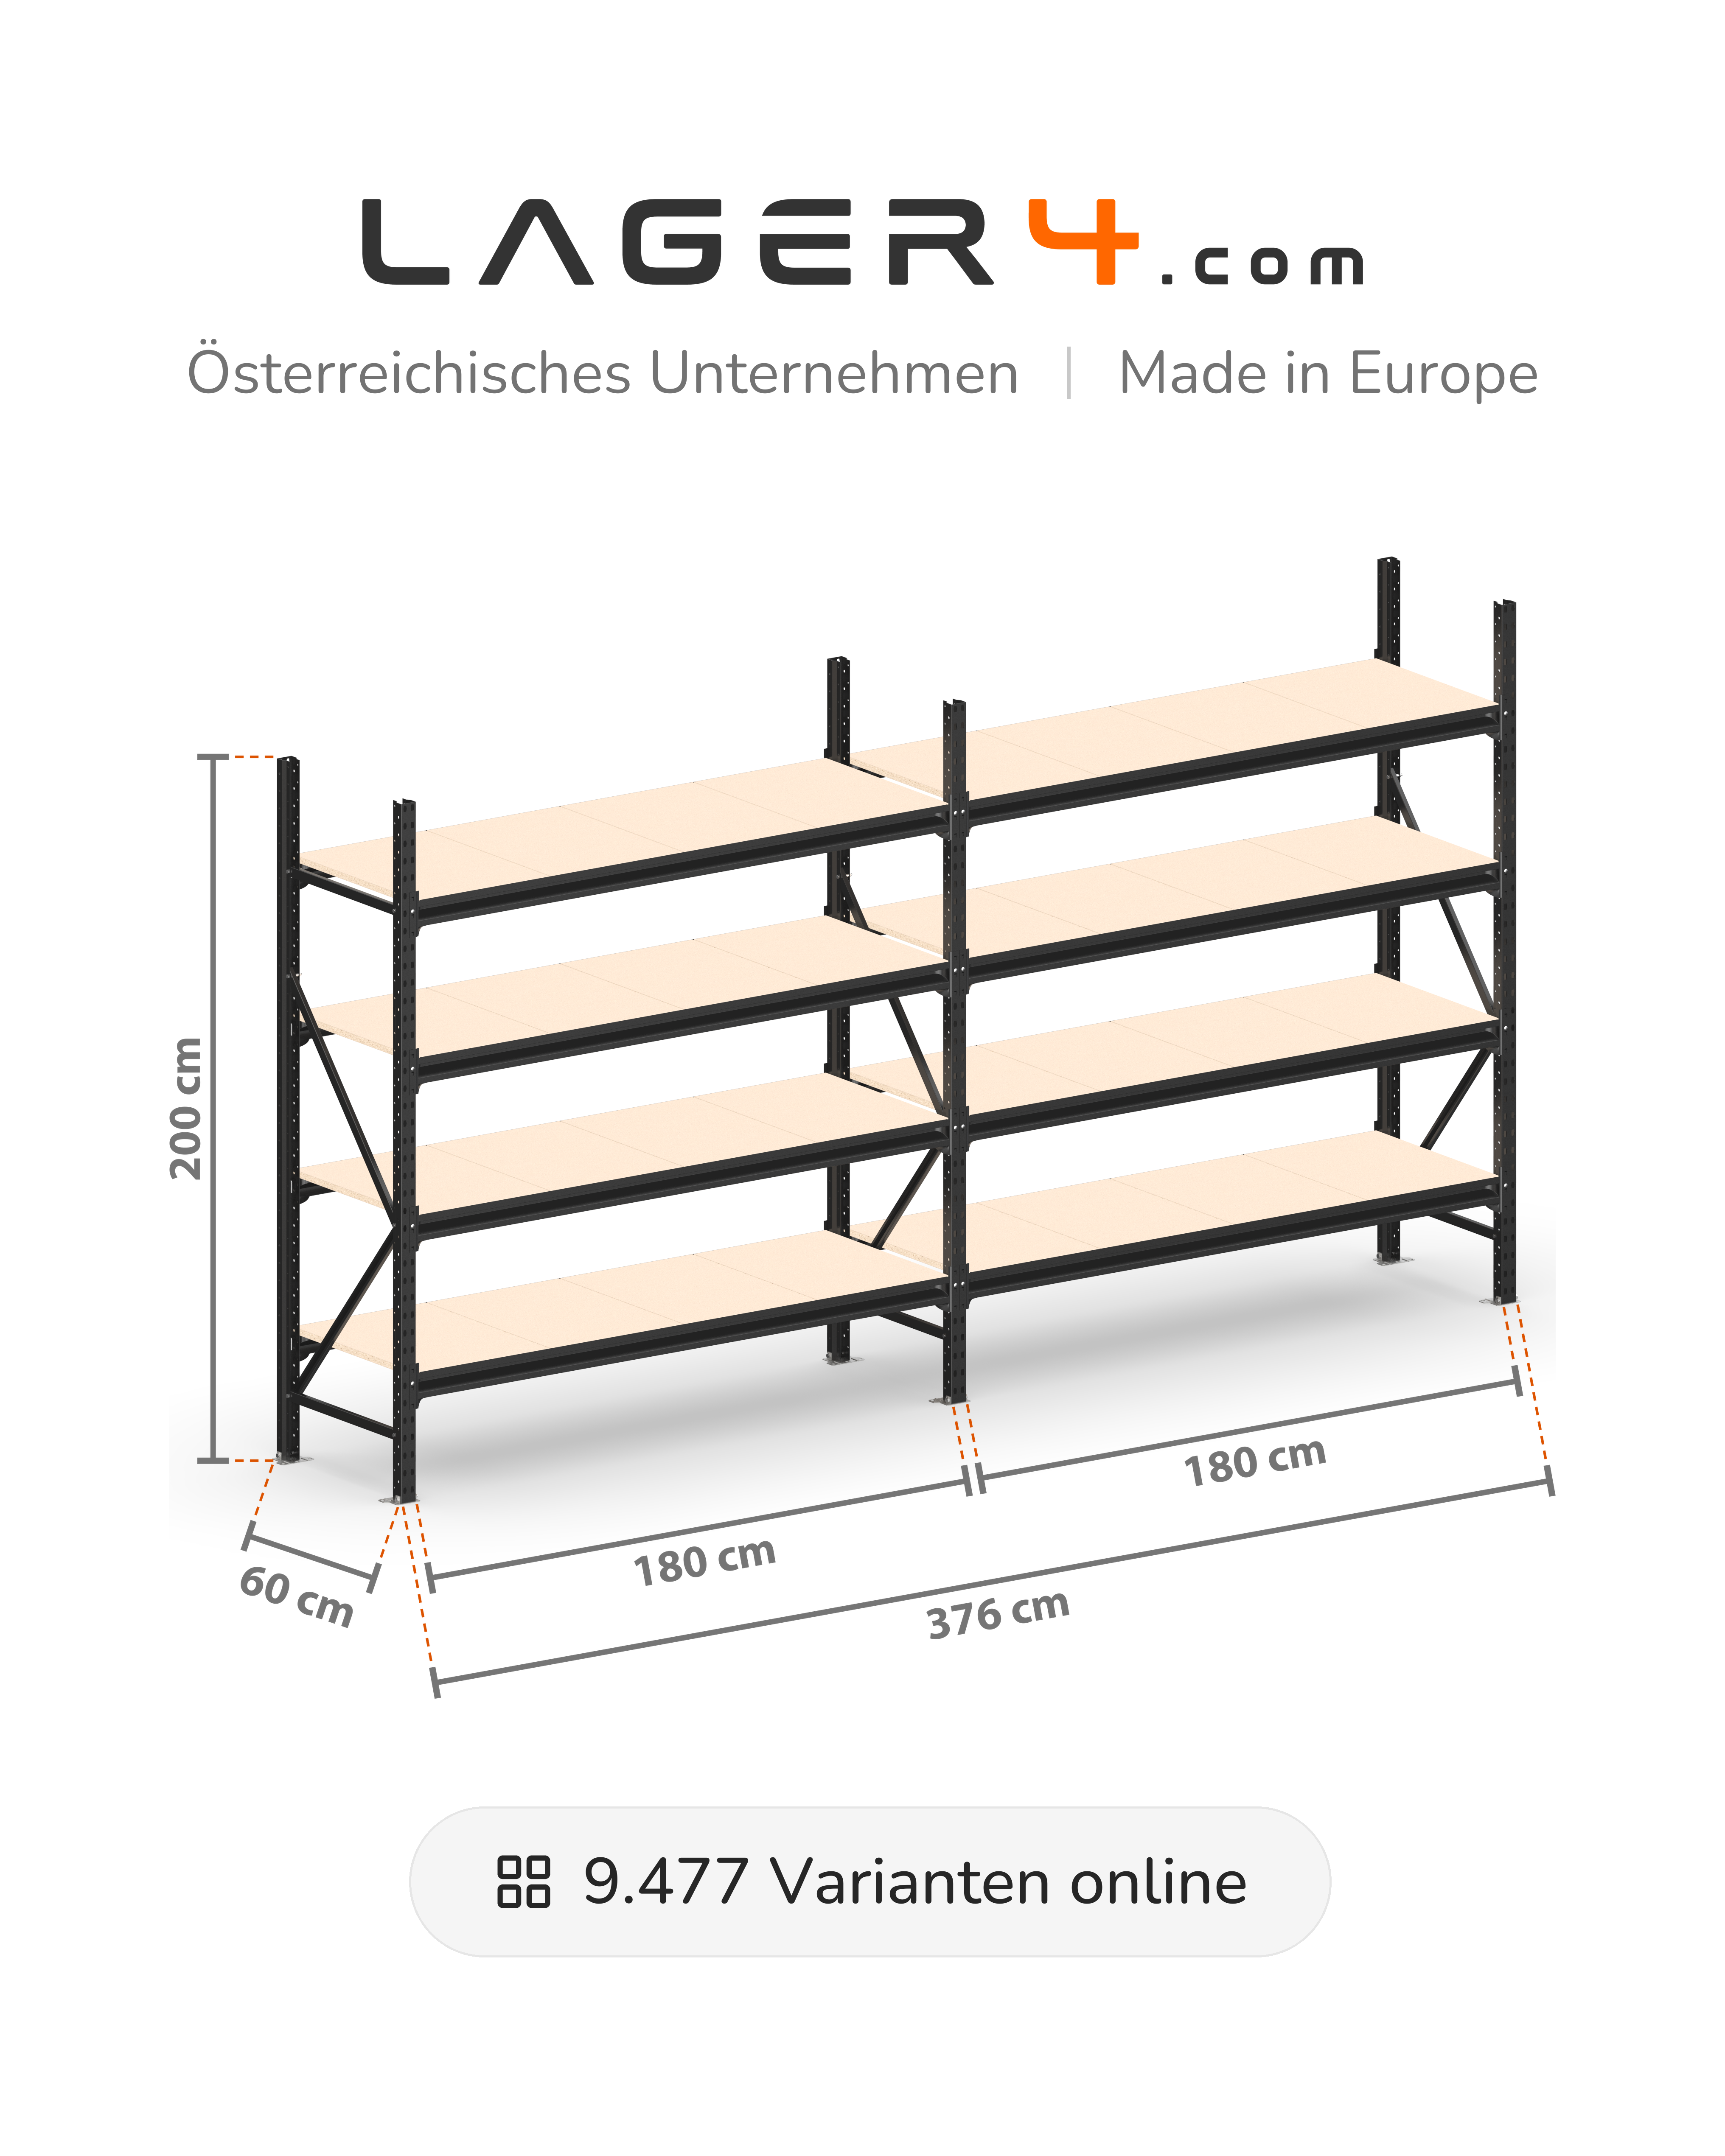 LAGER4.com
Österreichisches Unternehmen | Made in Europe
200 cm
60 cm
180 cm
180 cm
376 cm
9.477 Varianten online